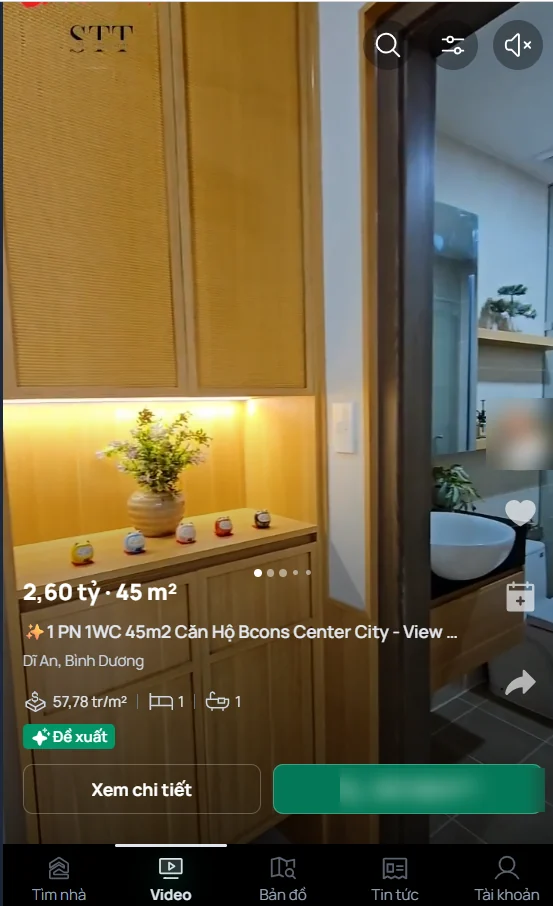 STT
2,60 tỷ · 45 m²
✨1 PN 1WC 45m2 Căn Hộ Bcons Center City - View ...
Dĩ An, Bình Dương
57,78 tr/m² 1 1
Đề xuất
Xem chi tiết
Tìm nhà Video Bản đồ Tin tức Tài khoản